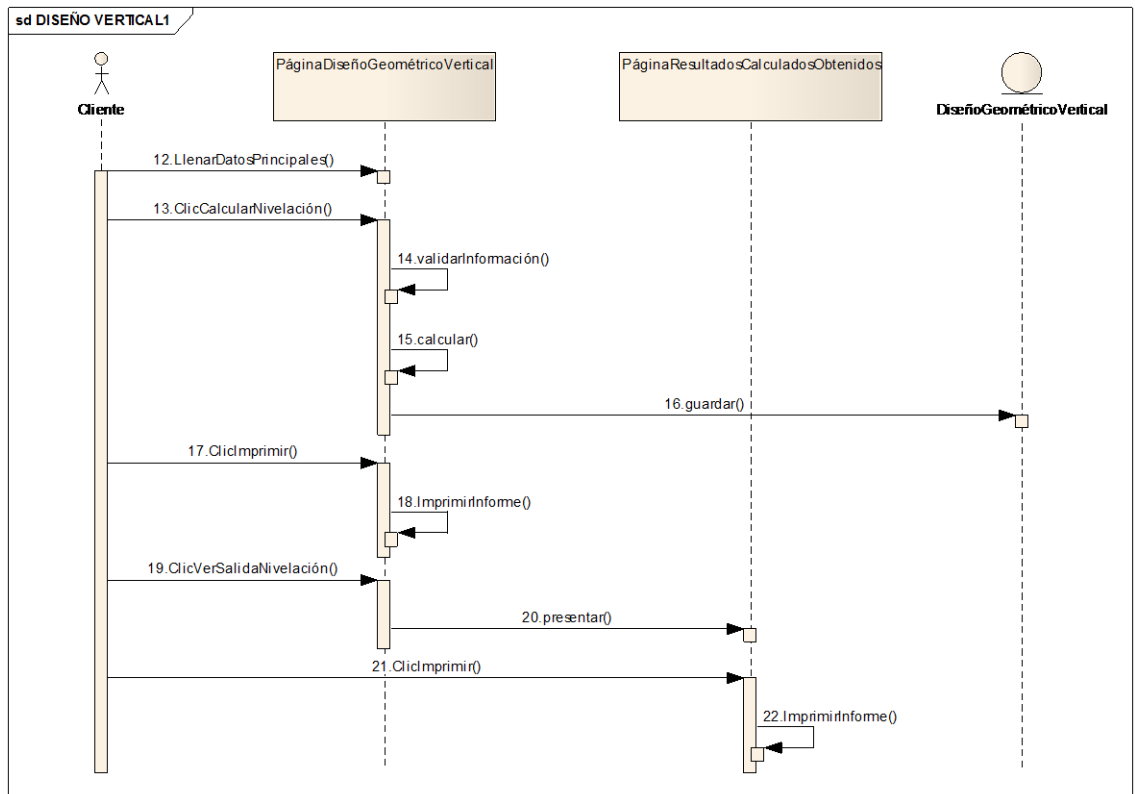 sd DISEÑO VERTICAL1
Cliente
PáginaDiseñoGeométricoVertical
PáginaResultadosCalculadosObtenidos
DiseñoGeométricoVertical
12.LlenarDatosPrincipales()
13.ClicCalcularNivelación()
14.validarInformación()
15.calcular()
16.guardar()
17.ClicImprimir()
18.ImprimirInforme()
19.ClicVerSalidaNivelación()
20.presentar()
21.ClicImprimir()
22.ImprimirInforme()